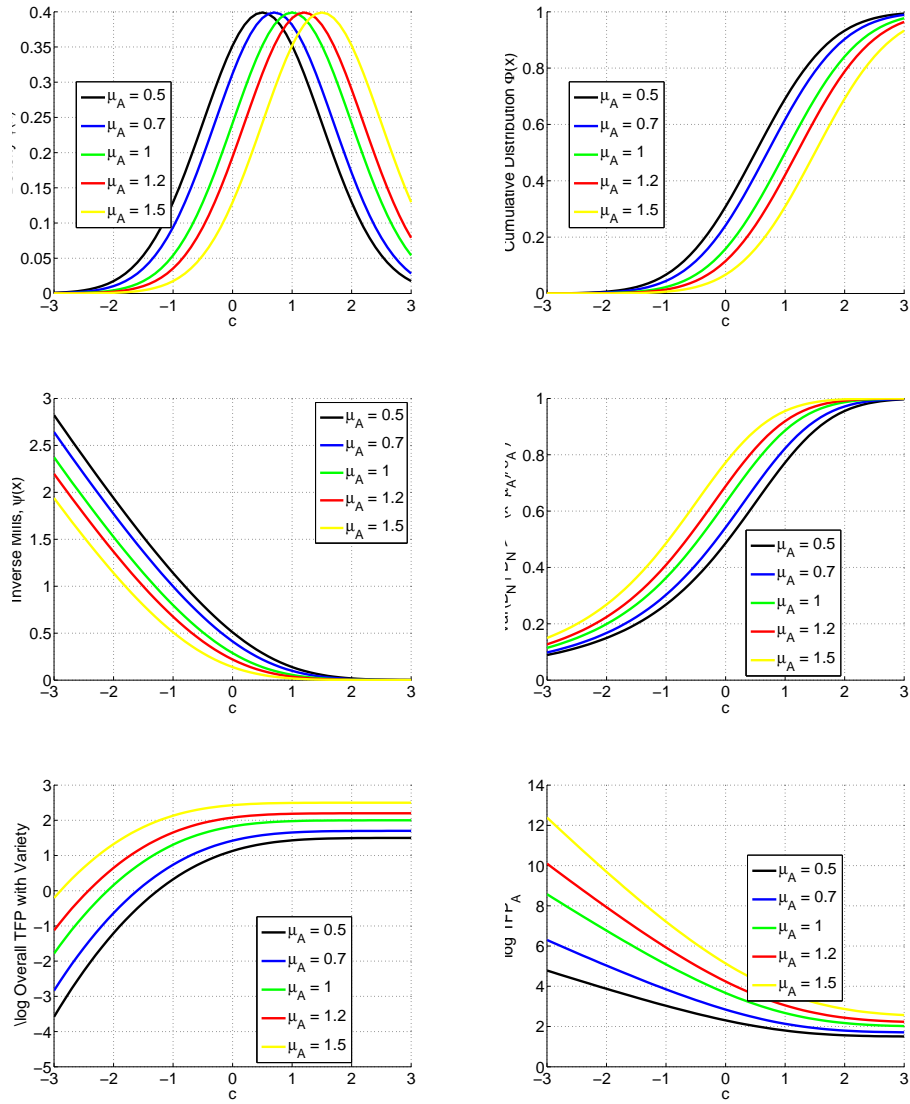 0.4
0.35
0.3
0.25
0.2
0.15
0.1
0.05
0
−3 −2 −1 0 1 2 3
c
μA = 0.5
μA = 0.7
μA = 1
μA = 1.2
μA = 1.5
Cumulative Distribution Φ(x)
1
0.8
0.6
0.4
0.2
0
−3 −2 −1 0 1 2 3
c
μA = 0.5
μA = 0.7
μA = 1
μA = 1.2
μA = 1.5
Inverse Mills, ψ(x)
3
2.5
2
1.5
1
0.5
0
−3 −2 −1 0 1 2 3
c
μA = 0.5
μA = 0.7
μA = 1
μA = 1.2
μA = 1.5
1
0.8
0.6
0.4
0.2
0
−3 −2 −1 0 1 2 3
c
μA = 0.5
μA = 0.7
μA = 1
μA = 1.2
μA = 1.5
\log Overall TFP with Variety
3
2
1
0
−1
−2
−3
−4
−5
−3 −2 −1 0 1 2 3
c
μA = 0.5
μA = 0.7
μA = 1
μA = 1.2
μA = 1.5
log TFPA
14
12
10
8
6
4
2
0
−3 −2 −1 0 1 2 3
c
μA = 0.5
μA = 0.7
μA = 1
μA = 1.2
μA = 1.5